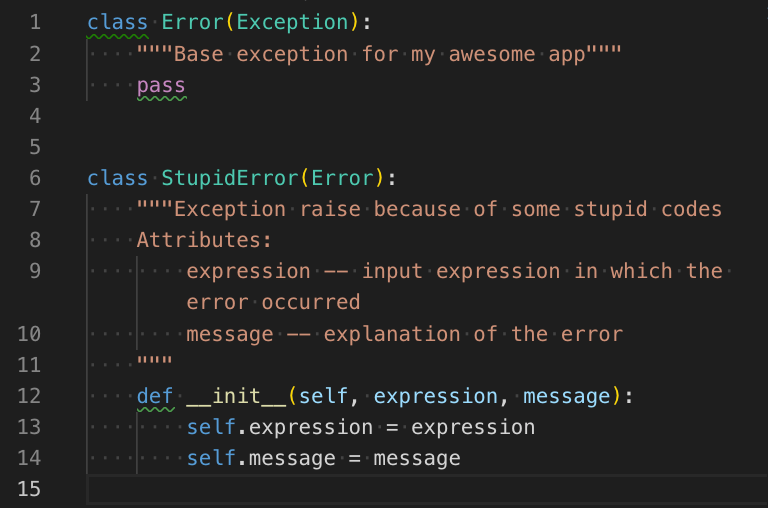 1 class Error(Exception):
2     """Base exception for my awesome app"""
3     pass
4
5
6 class StupidError(Error):
7     """Exception raise because of some stupid codes
8     Attributes:
9         expression -- input expression in which the
        error occurred
10         message -- explanation of the error
11     """
12     def __init__(self, expression, message):
13         self.expression = expression
14         self.message = message
15